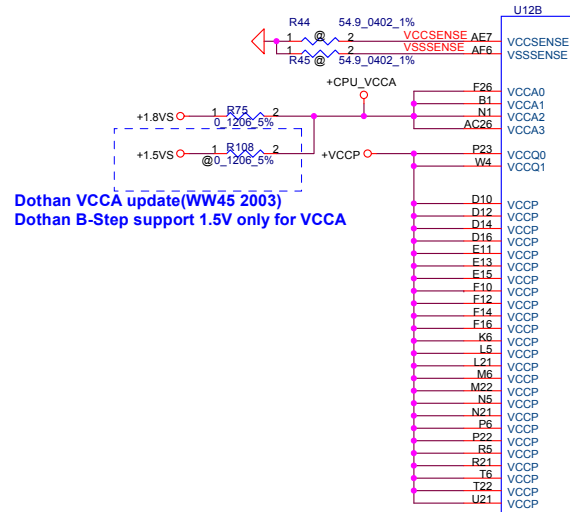 U12B
R44 @ 54.9_0402_1%
1 2 VCCSENSE AE7 VCCSENSE
1 2 VSSSENSE AF6 VSSSENSE
R45 @ 54.9_0402_1%
+CPU_VCCA
F26 VCCA0
B1 VCCA1
+1.8VS 1 R75 2 N1 VCCA2
0_1206_5% AC26 VCCA3
+1.5VS 1 R108 2 +VCCP P23 VCCQ0
@0_1206_5% W4 VCCQ1
Dothan VCCA update(WW45 2003)
Dothan B-Step support 1.5V only for VCCA
D10 VCCP
D12 VCCP
D14 VCCP
D16 VCCP
E11 VCCP
E13 VCCP
E15 VCCP
F10 VCCP
F12 VCCP
F14 VCCP
F16 VCCP
K6 VCCP
L5 VCCP
L21 VCCP
M6 VCCP
M22 VCCP
N5 VCCP
N21 VCCP
P6 VCCP
P22 VCCP
R5 VCCP
R21 VCCP
T6 VCCP
T22 VCCP
U21 VCCP